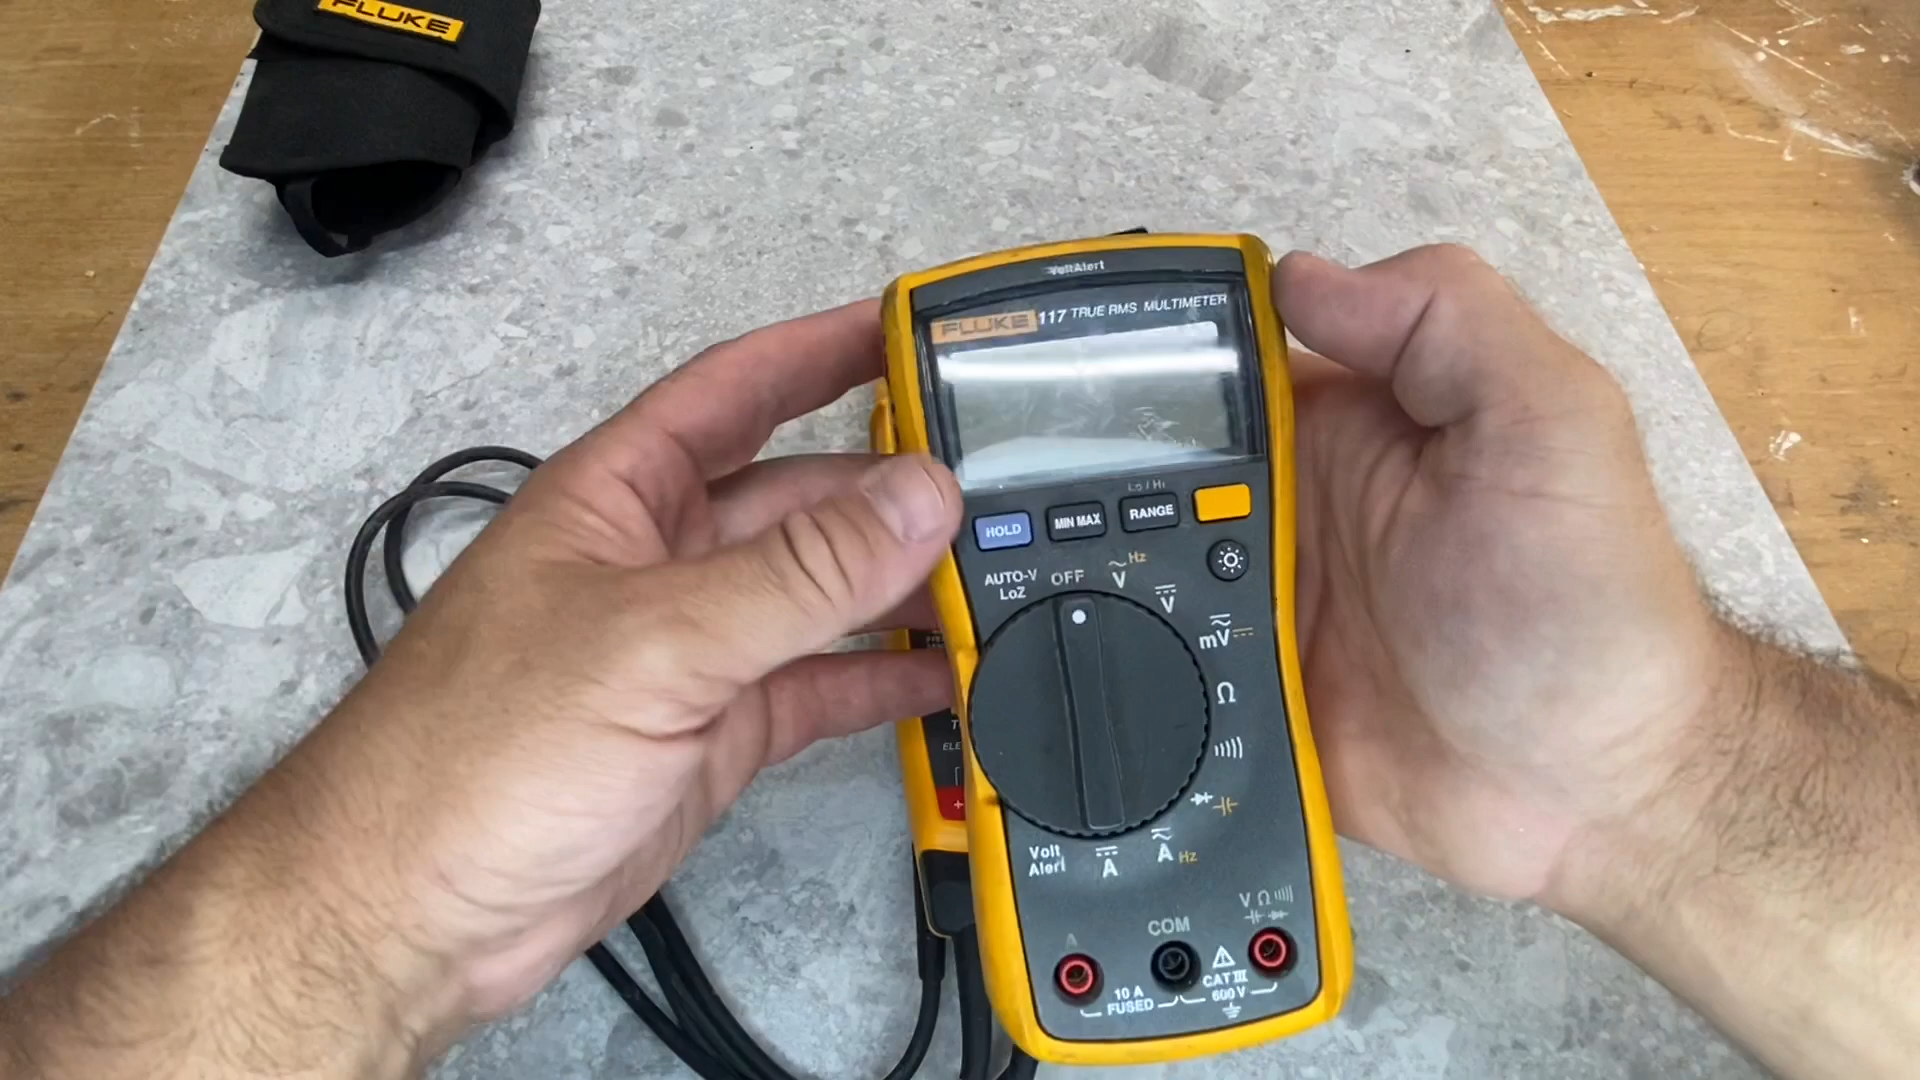 FLUKE
VoltAlert
FLUKE 117 TRUE RMS MULTIMETER
Lo / Hi
HOLD
MIN MAX
RANGE
AUTO-V
LoZ
OFF
Hz
V
V
mV
Ω
A
Hz
A
Volt
Alert
V Ω
COM
A
10 A
FUSED
CAT III
600 V
ELE
+